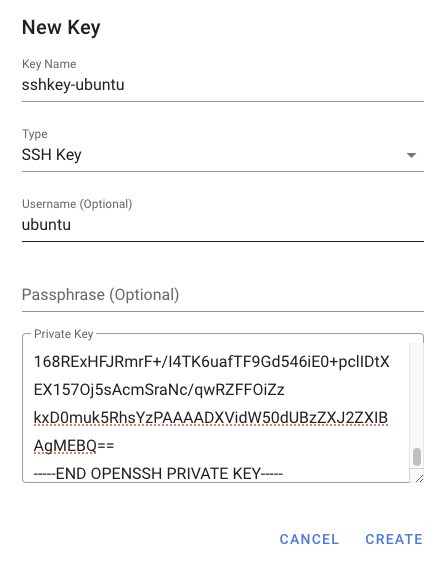 New Key
Key Name
sshkey-ubuntu
Type
SSH Key
Username (Optional)
ubuntu
Passphrase (Optional)
Private Key
168RExHFJRmrF+/I4TK6uafTF9Gd546iE0+pclIDtX
EX157Oj5sAcmSraNc/qwRZFFOiZz
kxD0muk5RhsYzPAAAADXVidW50dUBzZXJ2ZXIB
AgMEBQ==
-----END OPENSSH PRIVATE KEY-----
CANCEL
CREATE